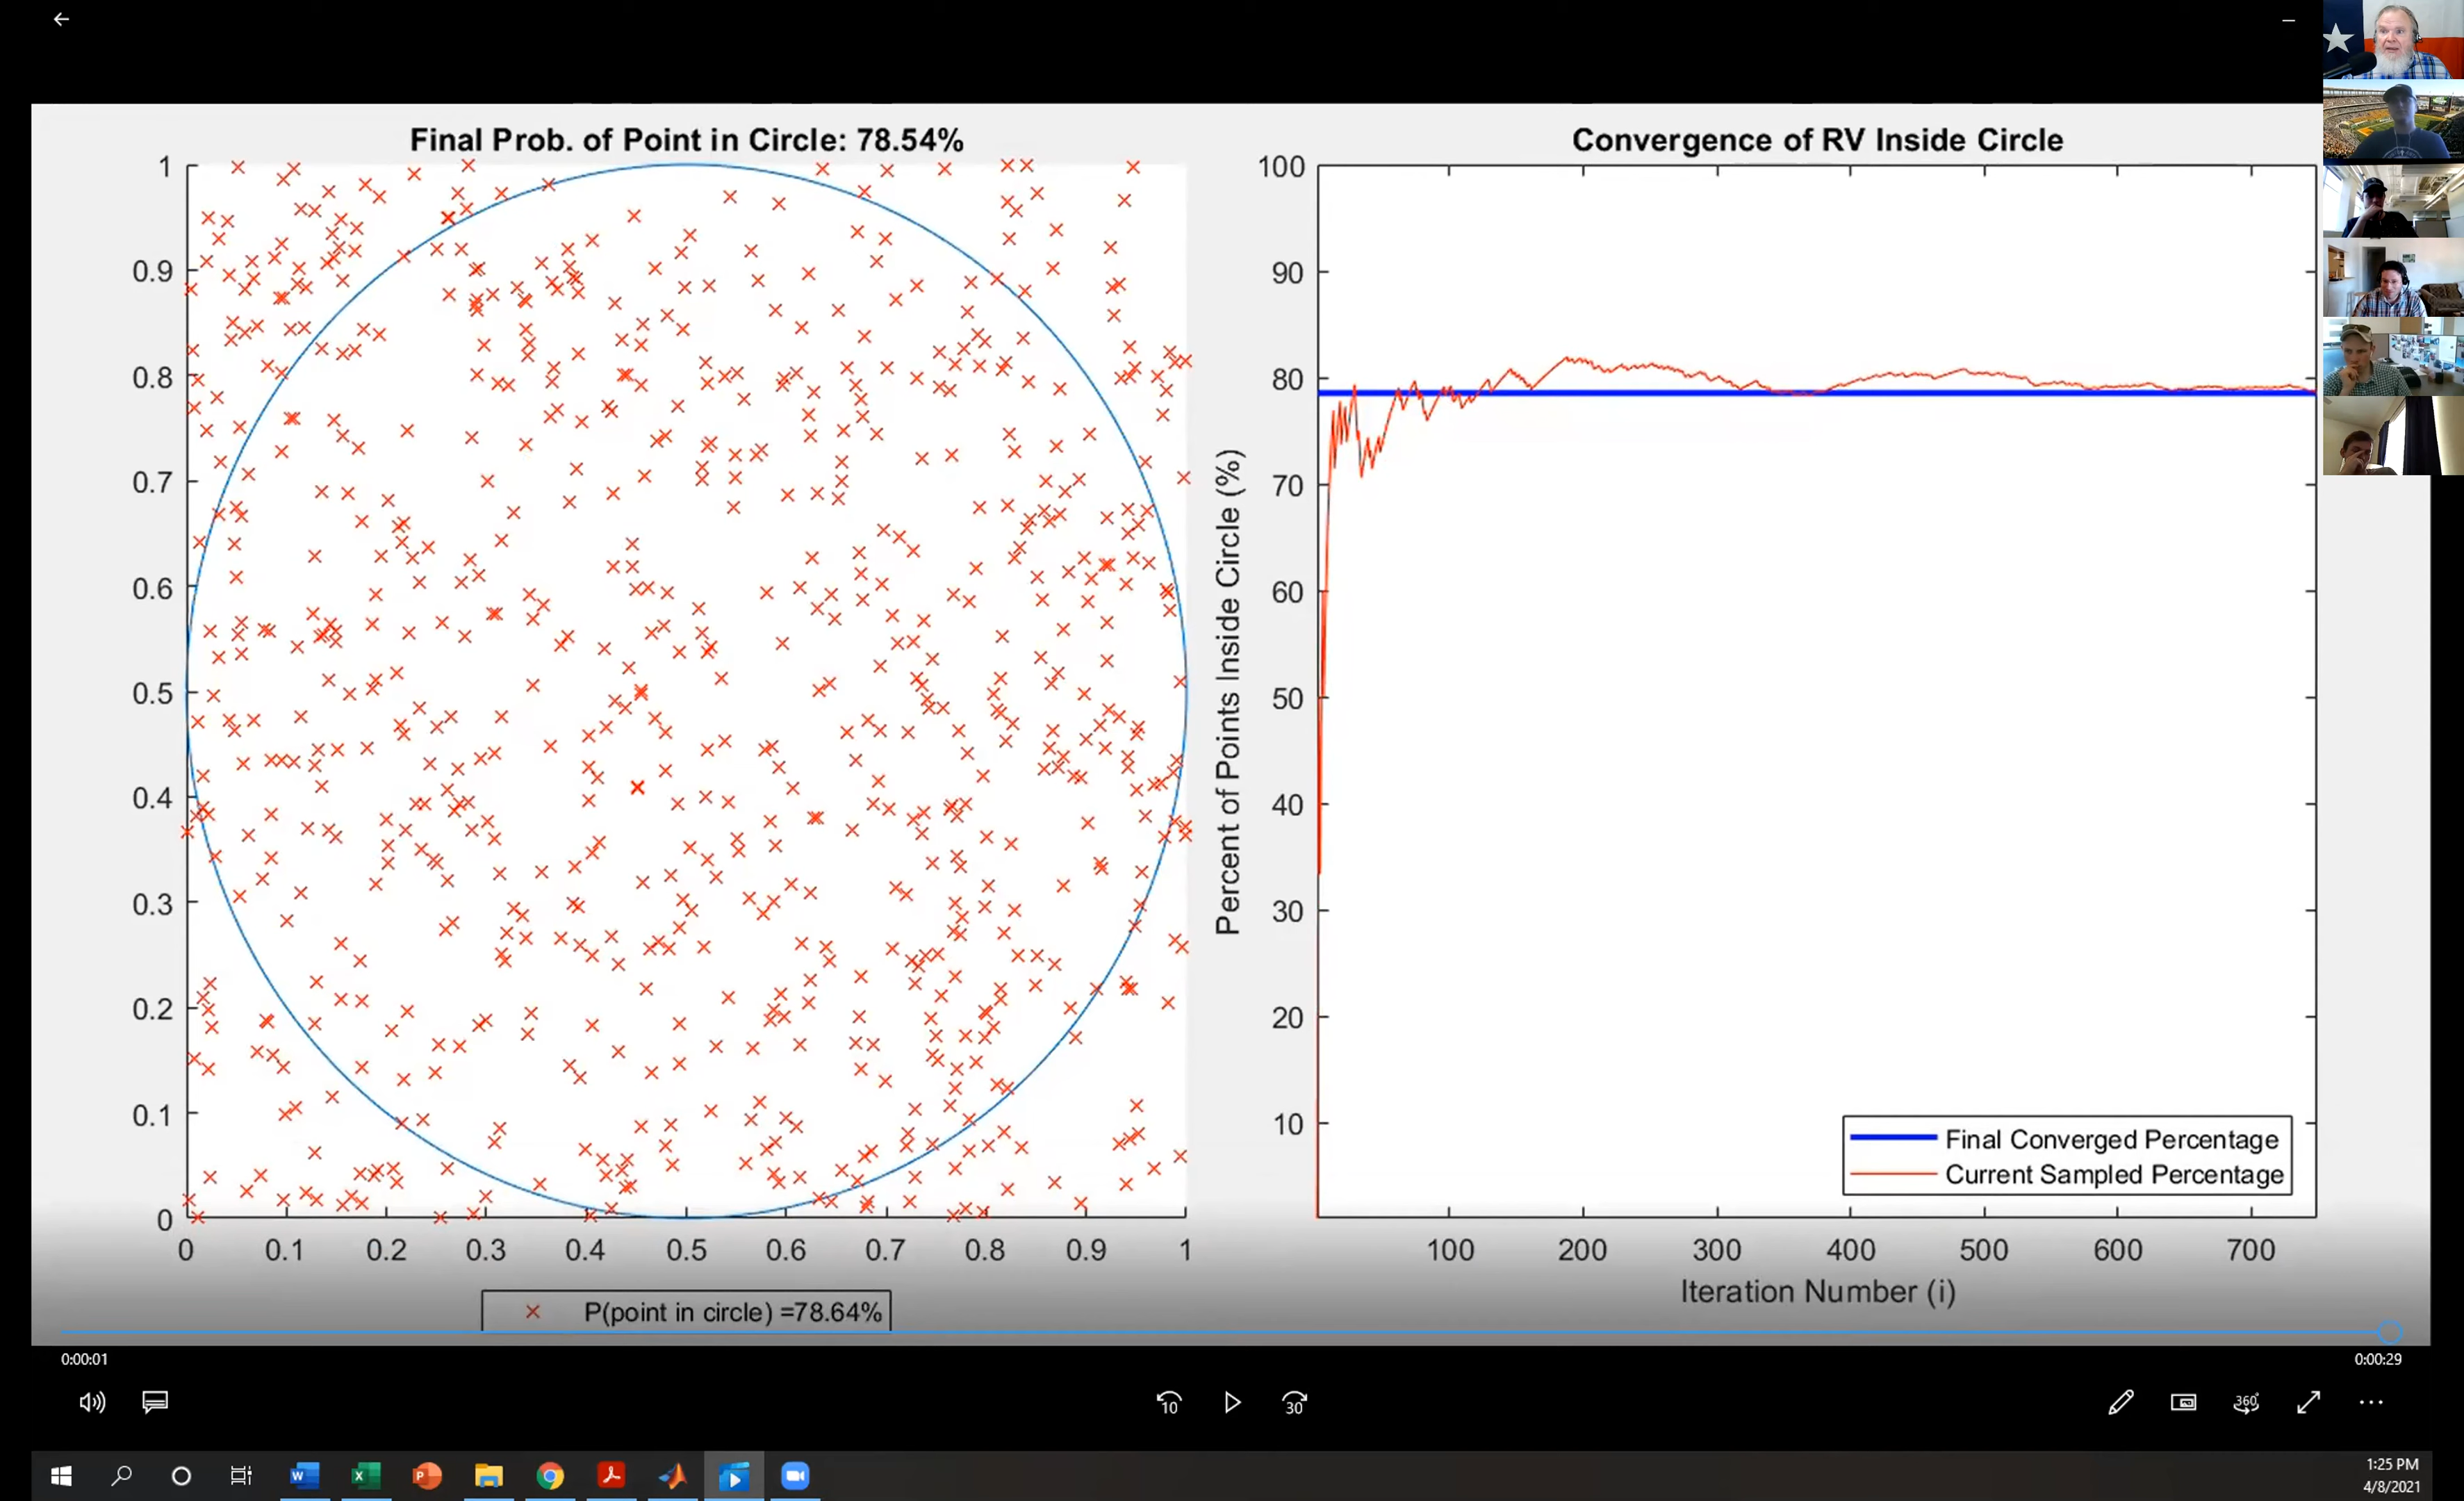 Final Prob. of Point in Circle: 78.54%
1
0.9
0.8
0.7
0.6
0.5
0.4
0.3
0.2
0.1
0
0 0.1 0.2 0.3 0.4 0.5 0.6 0.7 0.8 0.9 1
P(point in circle) =78.64%
Convergence of RV Inside Circle
Percent of Points Inside Circle (%)
100
90
80
70
60
50
40
30
20
10
100 200 300 400 500 600 700
Iteration Number (i)
Final Converged Percentage
Current Sampled Percentage
0:00:01
0:00:29
10
30
360°
W
X
P
1:25 PM
4/8/2021